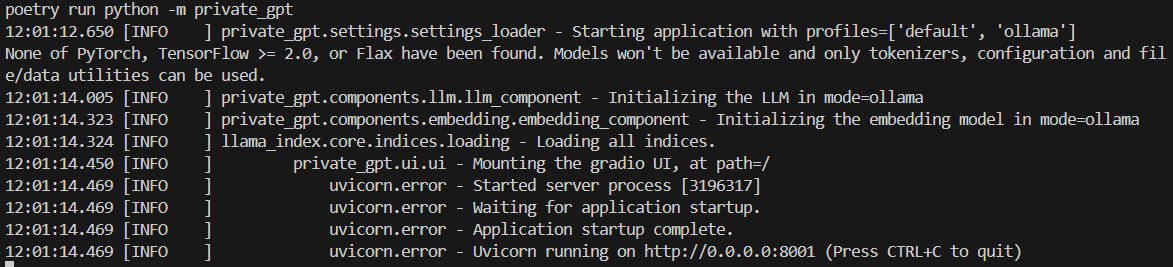 poetry run python -m private_gpt
12:01:12.650 [INFO    ] private_gpt.settings.settings_loader - Starting application with profiles=['default', 'ollama']
None of PyTorch, TensorFlow >= 2.0, or Flax have been found. Models won't be available and only tokenizers, configuration and fil
e/data utilities can be used.
12:01:14.005 [INFO    ] private_gpt.components.llm.llm_component - Initializing the LLM in mode=ollama
12:01:14.323 [INFO    ] private_gpt.components.embedding.embedding_component - Initializing the embedding model in mode=ollama
12:01:14.324 [INFO    ] llama_index.core.indices.loading - Loading all indices.
12:01:14.450 [INFO    ]         private_gpt.ui.ui - Mounting the gradio UI, at path=/
12:01:14.469 [INFO    ]             uvicorn.error - Started server process [3196317]
12:01:14.469 [INFO    ]             uvicorn.error - Waiting for application startup.
12:01:14.469 [INFO    ]             uvicorn.error - Application startup complete.
12:01:14.469 [INFO    ]             uvicorn.error - Uvicorn running on http://0.0.0.0:8001 (Press CTRL+C to quit)